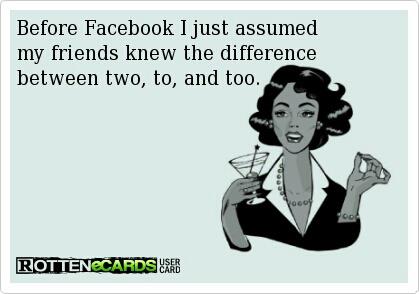 Before Facebook I just assumed
my friends knew the difference
between two, to, and too.
ROTTENeCARDS USER
CARD